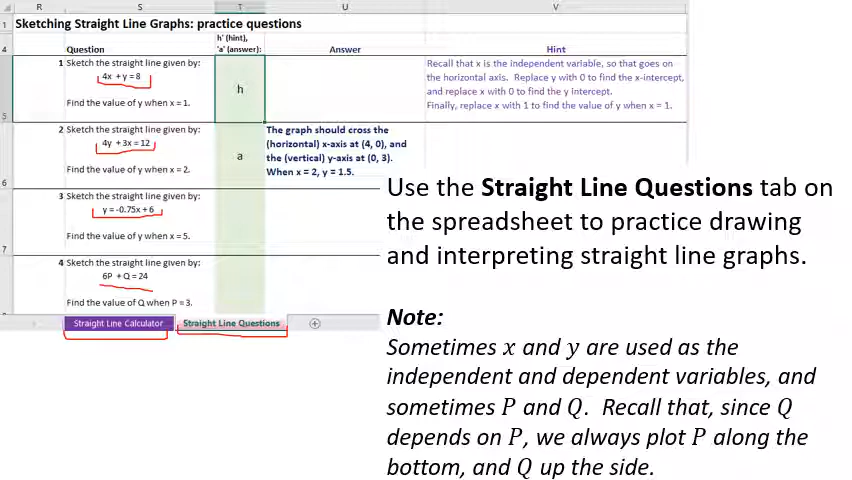 R S T U V
1 Sketching Straight Line Graphs: practice questions
h' (hint),
4 Question 'a' (answer): Answer Hint
1 Sketch the straight line given by:
4x + y = 8
Find the value of y when x = 1.
h
Recall that x is the independent variable, so that goes on
the horizontal axis. Replace y with 0 to find the x-intercept,
and replace x with 0 to find the y intercept.
Finally, replace x with 1 to find the value of y when x = 1.
5
2 Sketch the straight line given by:
4y + 3x = 12
Find the value of y when x = 2.
a
The graph should cross the
(horizontal) x-axis at (4, 0), and
the (vertical) y-axis at (0, 3).
When x = 2, y = 1.5.
6
3 Sketch the straight line given by:
y = -0.75x + 6
Find the value of y when x = 5.
7
4 Sketch the straight line given by:
6P + Q = 24
Find the value of Q when P = 3.
Straight Line Calculator Straight Line Questions
Use the Straight Line Questions tab on
the spreadsheet to practice drawing
and interpreting straight line graphs.
Note:
Sometimes x and y are used as the
independent and dependent variables, and
sometimes P and Q. Recall that, since Q
depends on P, we always plot P along the
bottom, and Q up the side.